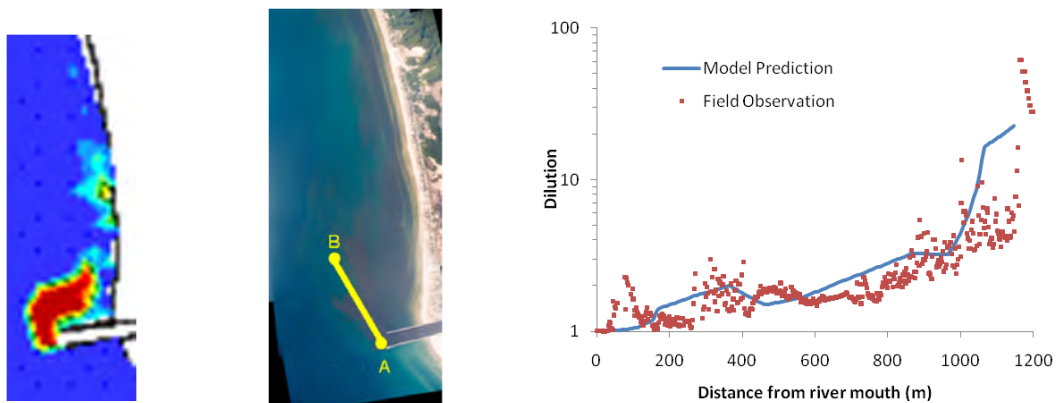 B
A
100
10
1
Dilution
Model Prediction
Field Observation
0
200
400
600
800
1000
1200
Distance from river mouth (m)